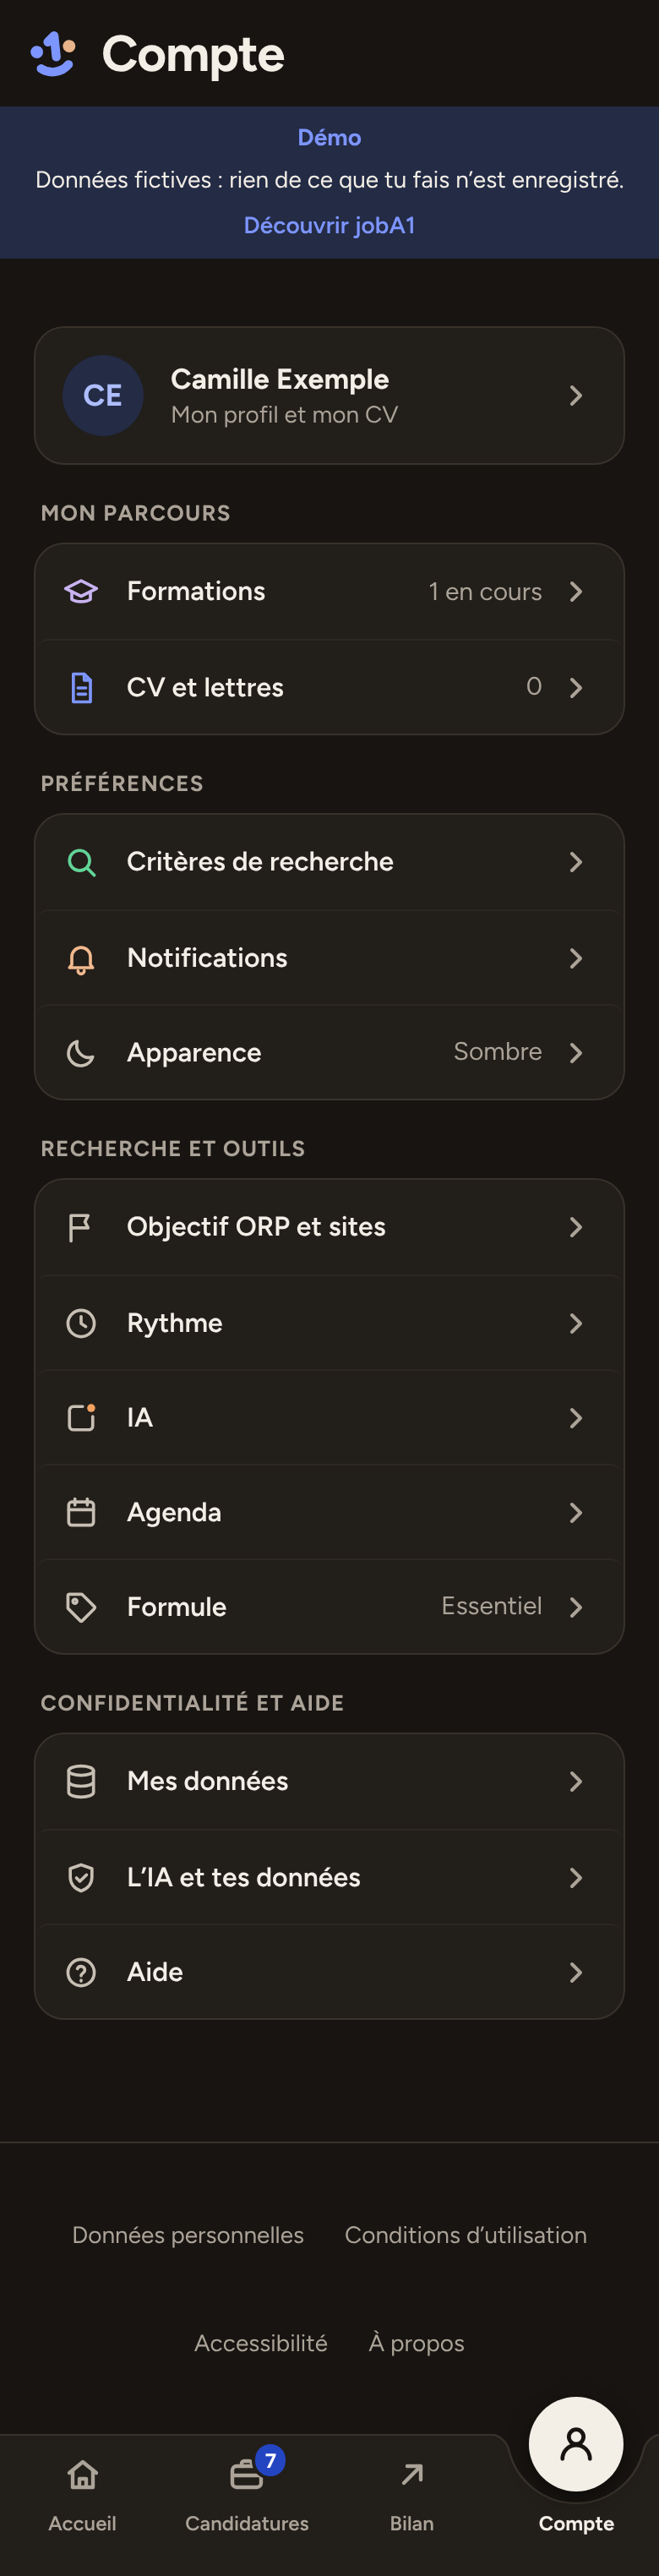 Compte
Démo
Données fictives : rien de ce que tu fais n’est enregistré.
Découvrir jobA1
CE
Camille Exemple
Mon profil et mon CV
MON PARCOURS
Formations 1 en cours
CV et lettres 0
PRÉFÉRENCES
Critères de recherche
Notifications
Apparence Sombre
RECHERCHE ET OUTILS
Objectif ORP et sites
Rythme
IA
Agenda
Formule Essentiel
CONFIDENTIALITÉ ET AIDE
Mes données
L’IA et tes données
Aide
Données personnelles Conditions d’utilisation
Accessibilité À propos
7
Accueil Candidatures Bilan Compte